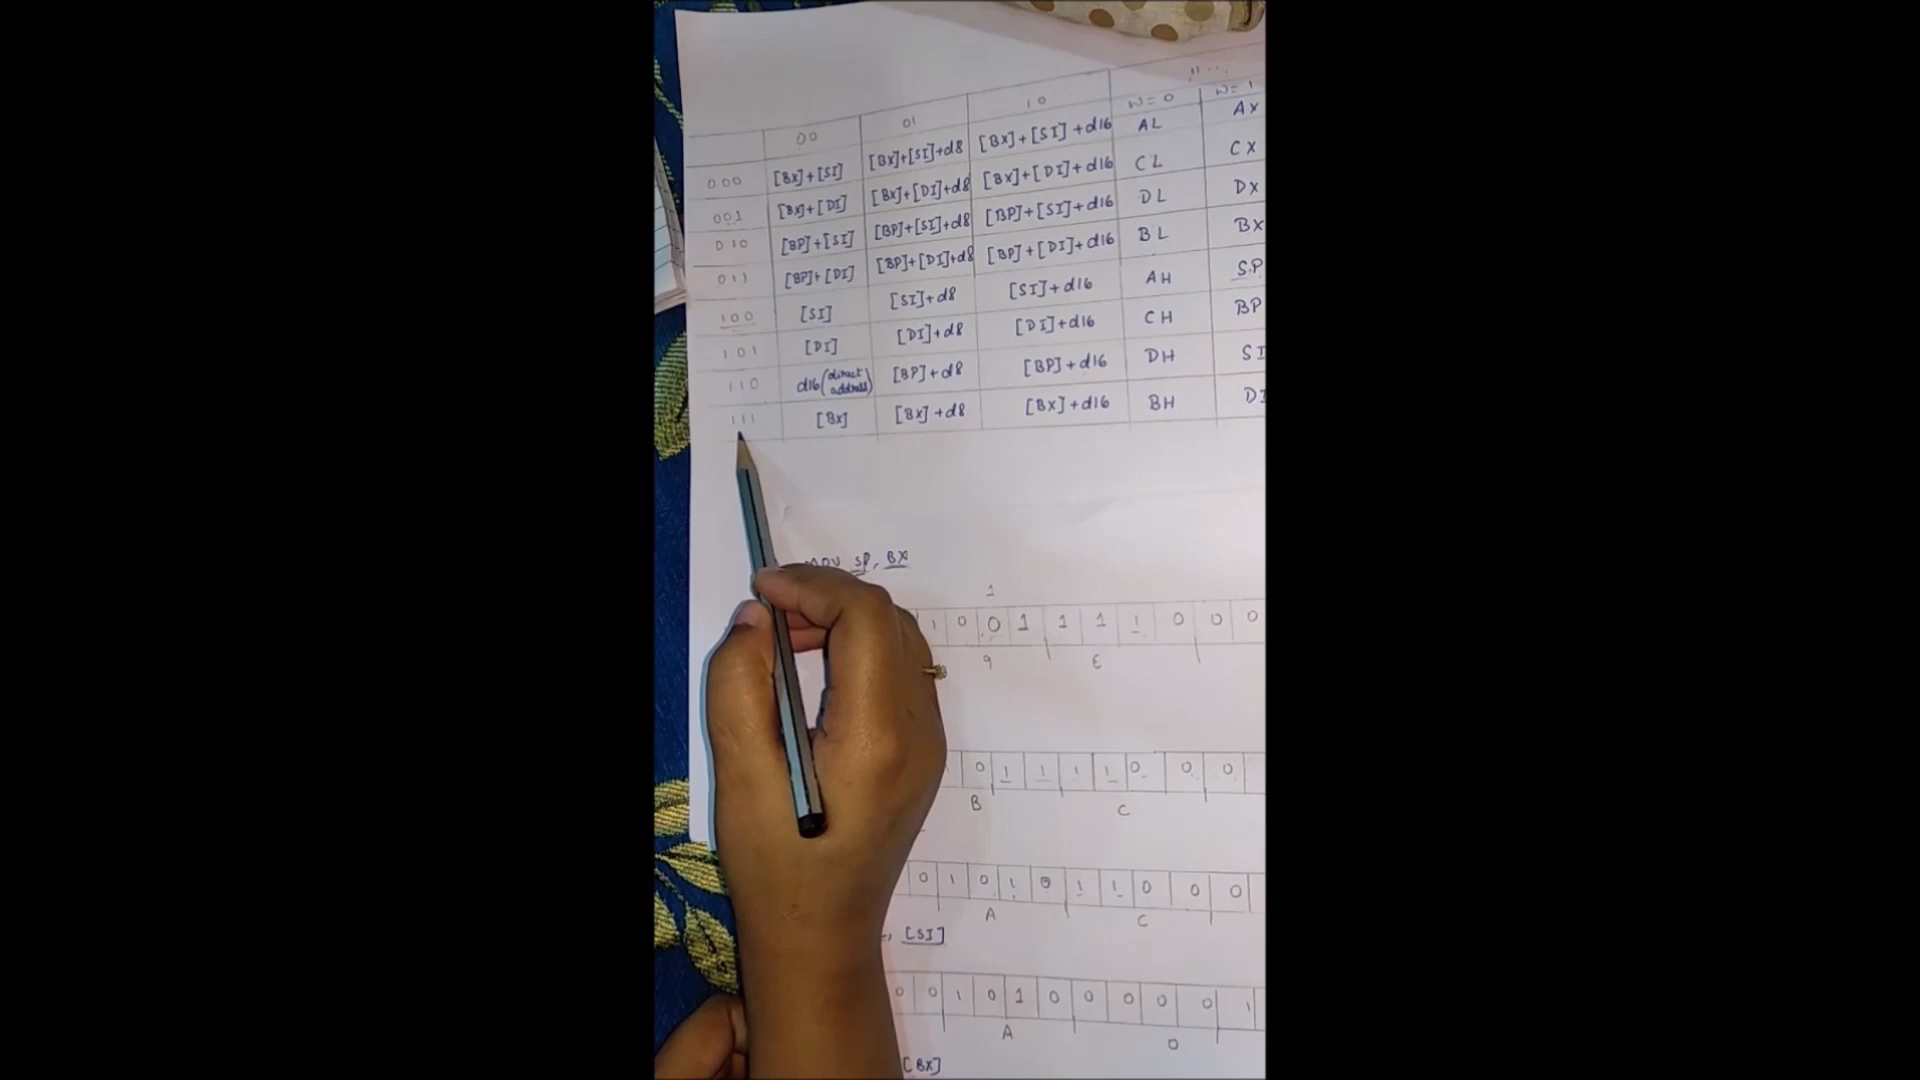 11 ...
00 01 10 W=0 W=1
000 [BX]+[SI] [BX]+[SI]+d8 [BX]+[SI]+d16 AL AX
001 [BX]+[DI] [BX]+[DI]+d8 [BX]+[DI]+d16 CL CX
010 [BP]+[SI] [BP]+[SI]+d8 [BP]+[SI]+d16 DL DX
011 [BP]+[DI] [BP]+[DI]+d8 [BP]+[DI]+d16 BL BX
100 [SI] [SI]+d8 [SI]+d16 AH SP
101 [DI] [DI]+d8 [DI]+d16 CH BP
110 d16(direct address) [BP]+d8 [BP]+d16 DH SI
111 [BX] [BX]+d8 [BX]+d16 BH DI
MOV SP, BX
1
1 0 0 1 1 1 1 0 0 0
9 E
0 1 1 1 1 0 0 0
B C
0 1 0 1 0 1 1 0 0 0
A C
, [SI]
0 0 1 0 1 0 0 0 0 0 1
A 0
[BX]